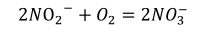 2NO₂⁻ + O₂ = 2NO₃⁻